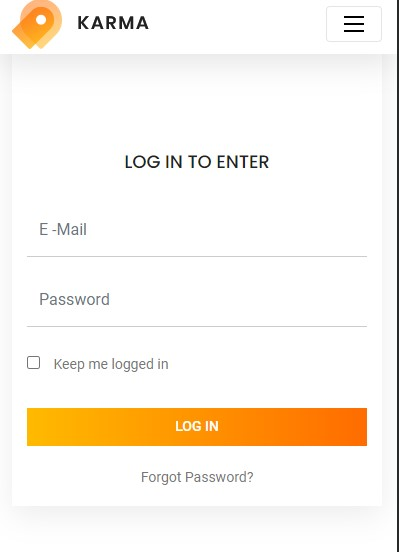 KARMA
LOG IN TO ENTER
E -Mail
Password
Keep me logged in
LOG IN
Forgot Password?